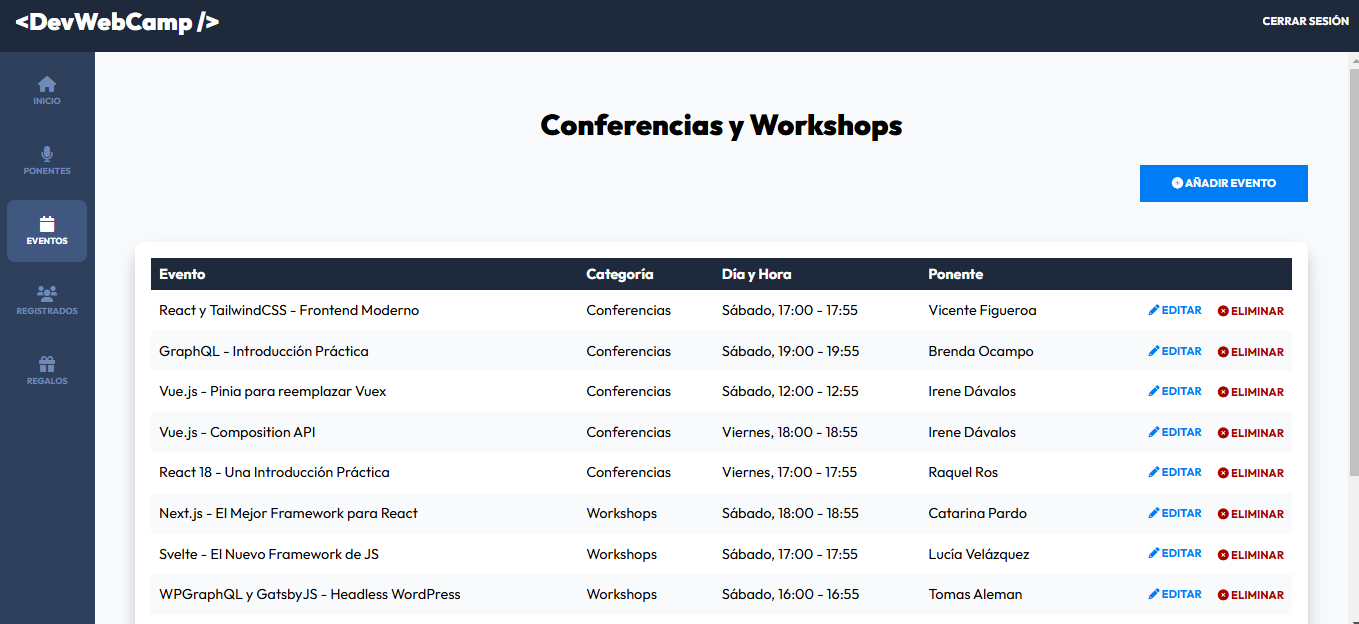 <DevWebCamp />
CERRAR SESIÓN
INICIO
PONENTES
EVENTOS
REGISTRADOS
REGALOS
Conferencias y Workshops
AÑADIR EVENTO
Evento Categoría Día y Hora Ponente
React y TailwindCSS - Frontend Moderno Conferencias Sábado, 17:00 - 17:55 Vicente Figueroa EDITAR ELIMINAR
GraphQL - Introducción Práctica Conferencias Sábado, 19:00 - 19:55 Brenda Ocampo EDITAR ELIMINAR
Vue.js - Pinia para reemplazar Vuex Conferencias Sábado, 12:00 - 12:55 Irene Dávalos EDITAR ELIMINAR
Vue.js - Composition API Conferencias Viernes, 18:00 - 18:55 Irene Dávalos EDITAR ELIMINAR
React 18 - Una Introducción Práctica Conferencias Viernes, 17:00 - 17:55 Raquel Ros EDITAR ELIMINAR
Next.js - El Mejor Framework para React Workshops Sábado, 18:00 - 18:55 Catarina Pardo EDITAR ELIMINAR
Svelte - El Nuevo Framework de JS Workshops Sábado, 17:00 - 17:55 Lucía Velázquez EDITAR ELIMINAR
WPGraphQL y GatsbyJS - Headless WordPress Workshops Sábado, 16:00 - 16:55 Tomas Aleman EDITAR ELIMINAR